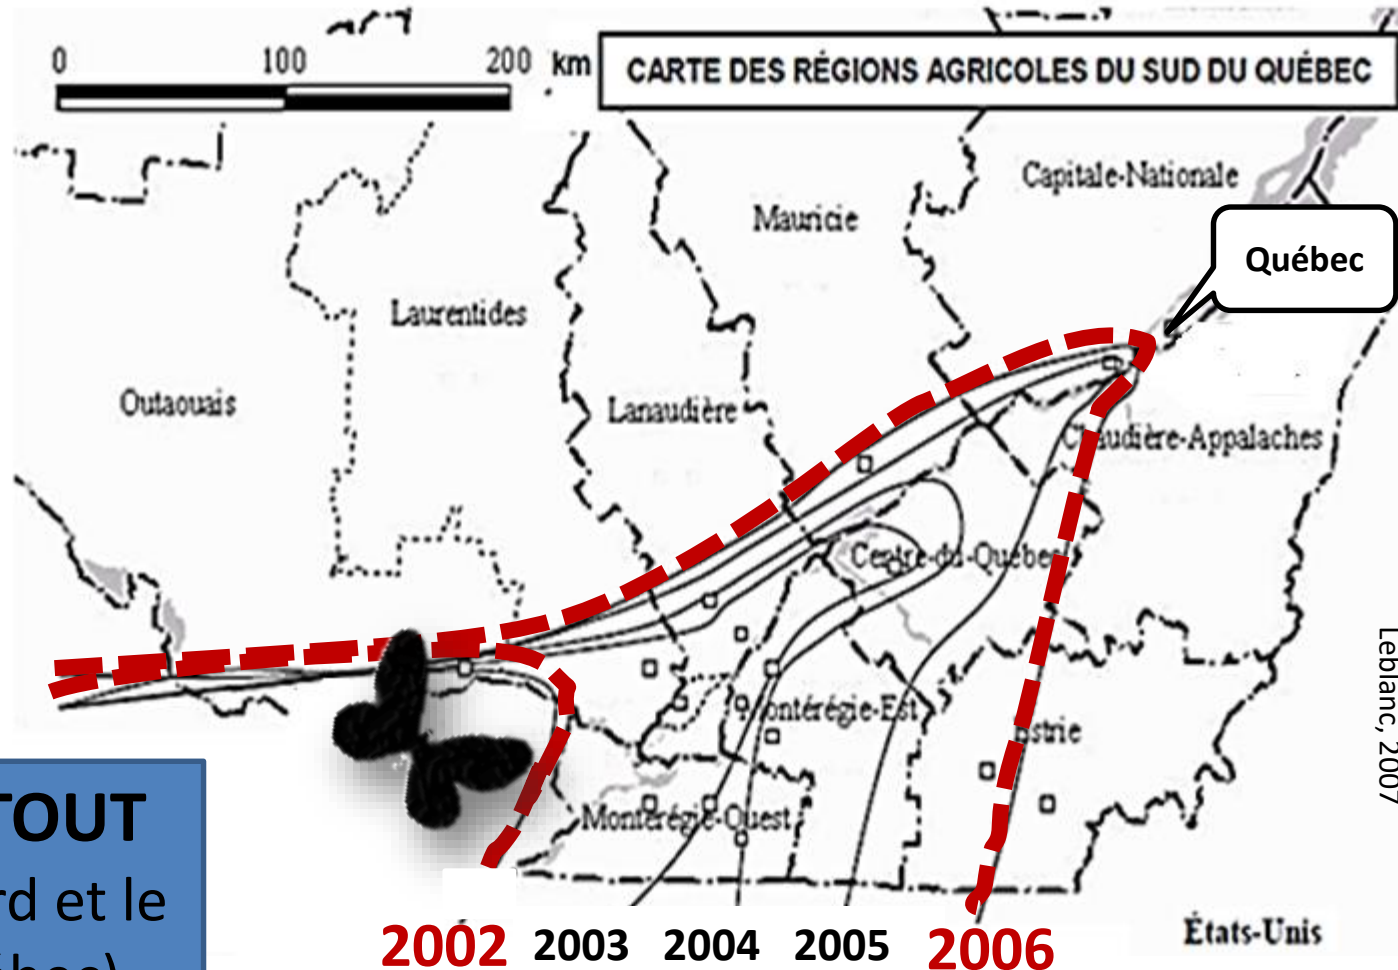 0 100 200 km
CARTE DES RÉGIONS AGRICOLES DU SUD DU QUÉBEC
Capitale-Nationale
Mauricie
Québec
Laurentides
Outaouais
Lanaudière
Chaudière-Appalaches
Centre-du-Québec
Leblanc, 2007
Montérégie-Est
Estrie
TOUT
Montérégie-Ouest
rd et le
États-Unis
2002 2003 2004 2005 2006